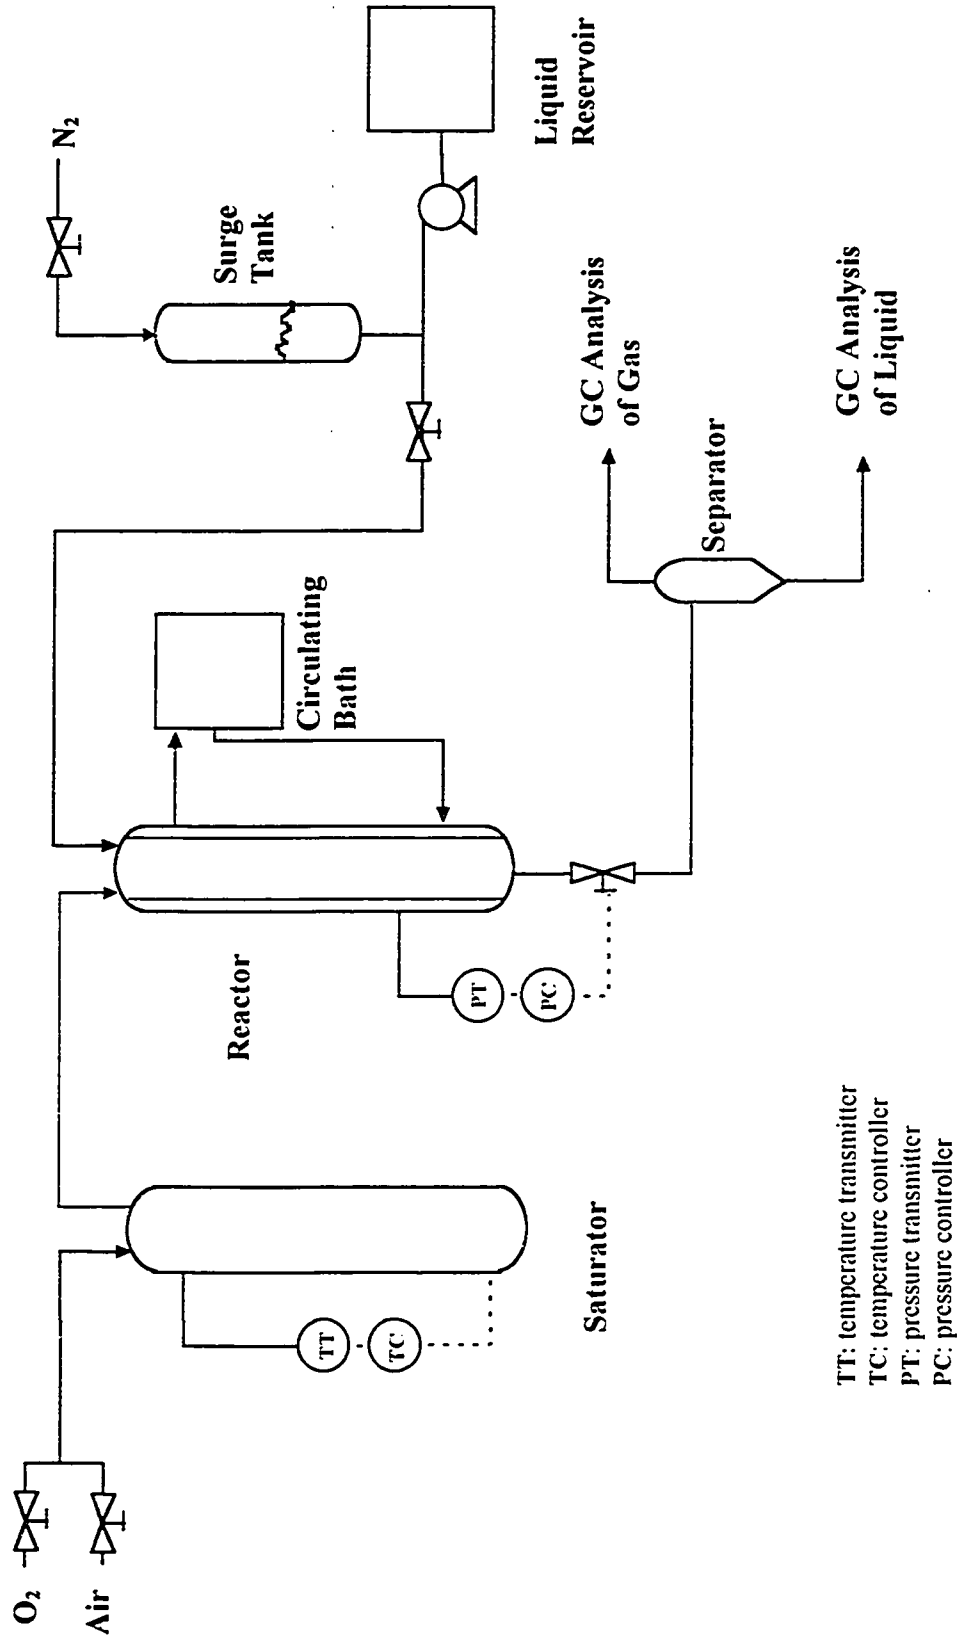 O₂
Air
TT
TC
Saturator
Reactor
PT
PC
Circulating
Bath
Surge
Tank
N₂
Liquid
Reservoir
Separator
GC Analysis
of Gas
GC Analysis
of Liquid
TT: temperature transmitter
TC: temperature controller
PT: pressure transmitter
PC: pressure controller